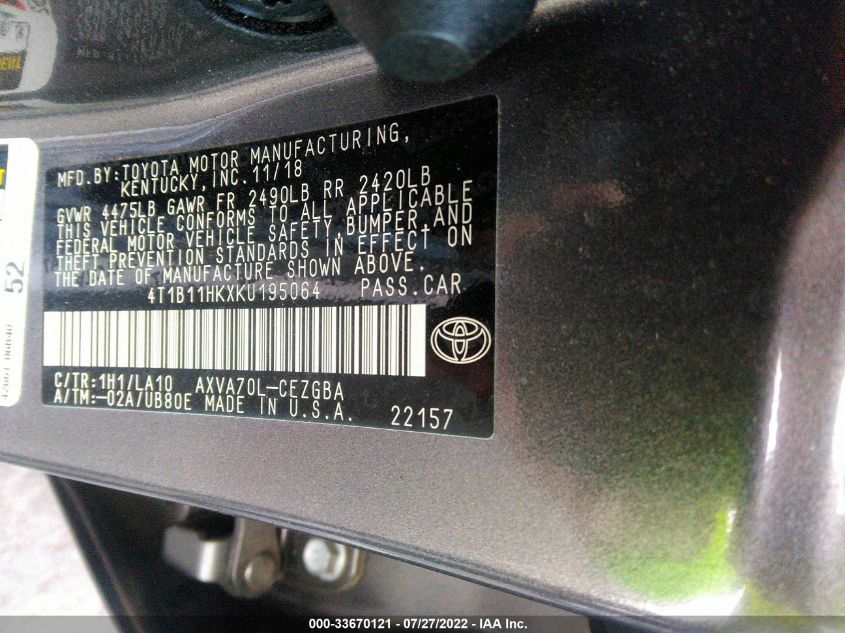 MFD.BY:TOYOTA MOTOR MANUFACTURING,
KENTUCKY, INC. 11/18
GVWR 4475LB GAWR FR 2490LB RR 2420LB
THIS VEHICLE CONFORMS TO ALL APPLICABLE
FEDERAL MOTOR VEHICLE SAFETY, BUMPER, AND
THEFT PREVENTION STANDARDS IN EFFECT ON
THE DATE OF MANUFACTURE SHOWN ABOVE.
4T1B11HKXKU195064 PASS.CAR
C/TR:1H1/LA10 AXVA70L-CEZGBA
A/TM:-02A/UB80E MADE IN U.S.A.
22157
52
000-33670121 - 07/27/2022 - IAA Inc.